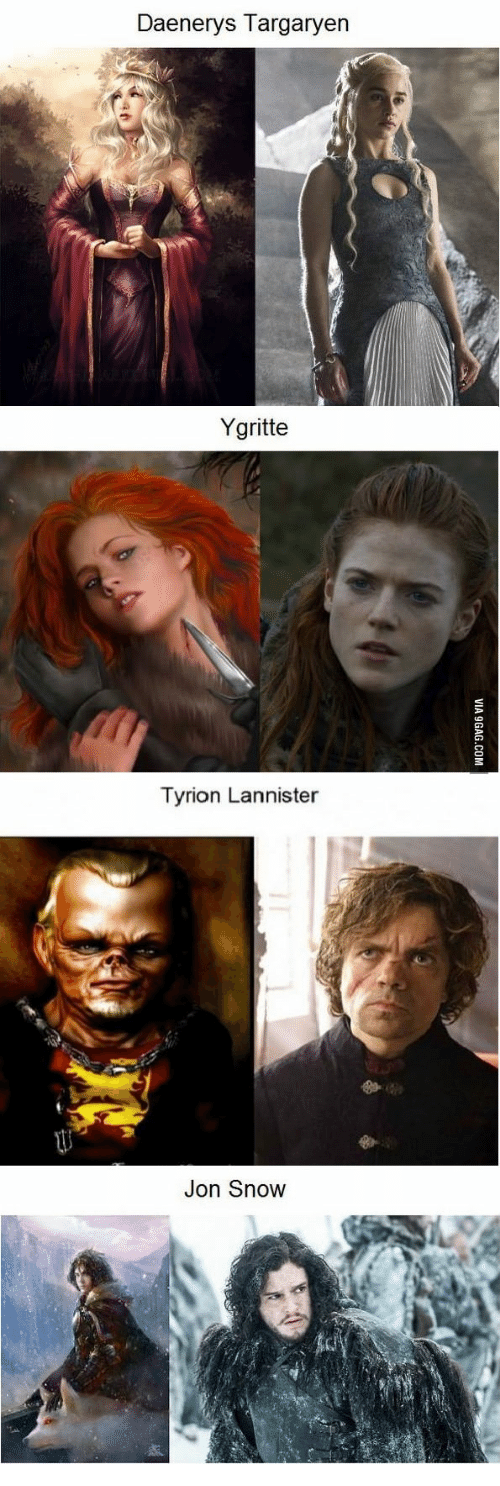 Daenerys Targaryen
Ygritte
VIA 9GAG.COM
Tyrion Lannister
Jon Snow